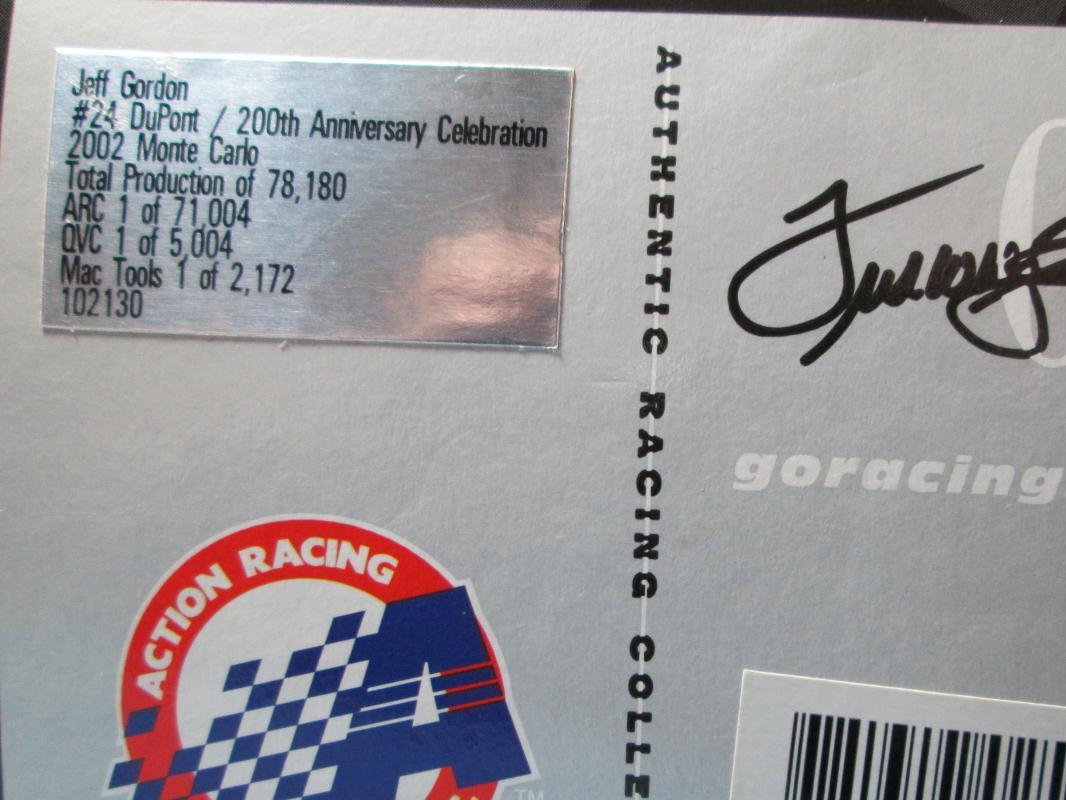 Jeff Gordon
#24 DuPont / 200th Anniversary Celebration
2002 Monte Carlo
Total Production of 78,180
ARC 1 of 71,004
QVC 1 of 5,004
Mac Tools 1 of 2,172
102130
AUTHENTIC RACING COLLE
goracing
ACTION RACING
TM